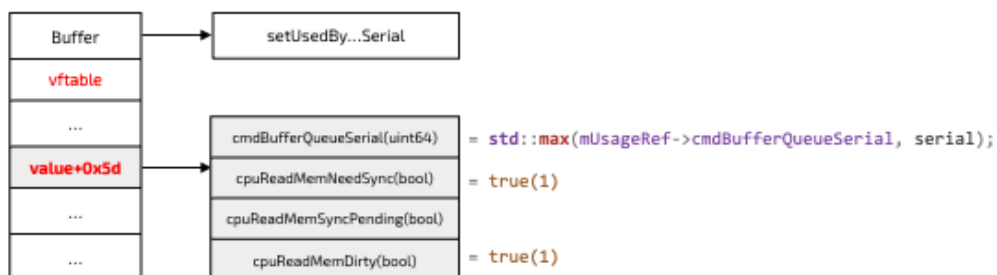 Buffer
setUsedBy...Serial
vftable
...
cmdBufferQueueSerial(uint64)
= std::max(mUsageRef->cmdBufferQueueSerial, serial);
value+0x5d
cpuReadMemNeedSync(bool)
= true(1)
...
cpuReadMemSyncPending(bool)
...
cpuReadMemDirty(bool)
= true(1)